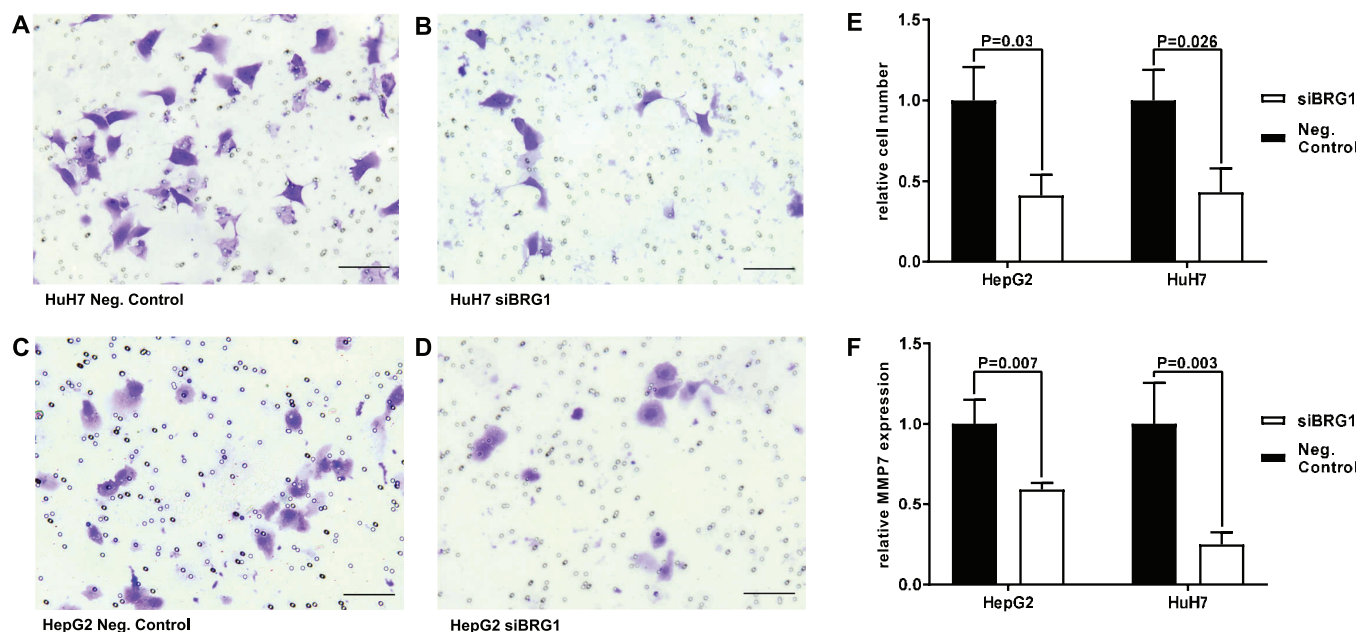 A
HuH7 Neg. Control
B
HuH7 siBRG1
C
HepG2 Neg. Control
D
HepG2 siBRG1
E
relative cell number
1.5
1.0
0.5
0.0
P=0.03
P=0.026
HepG2
HuH7
siBRG1
Neg.
Control
F
relative MMP7 expression
1.5
1.0
0.5
0.0
P=0.007
P=0.003
HepG2
HuH7
siBRG1
Neg.
Control